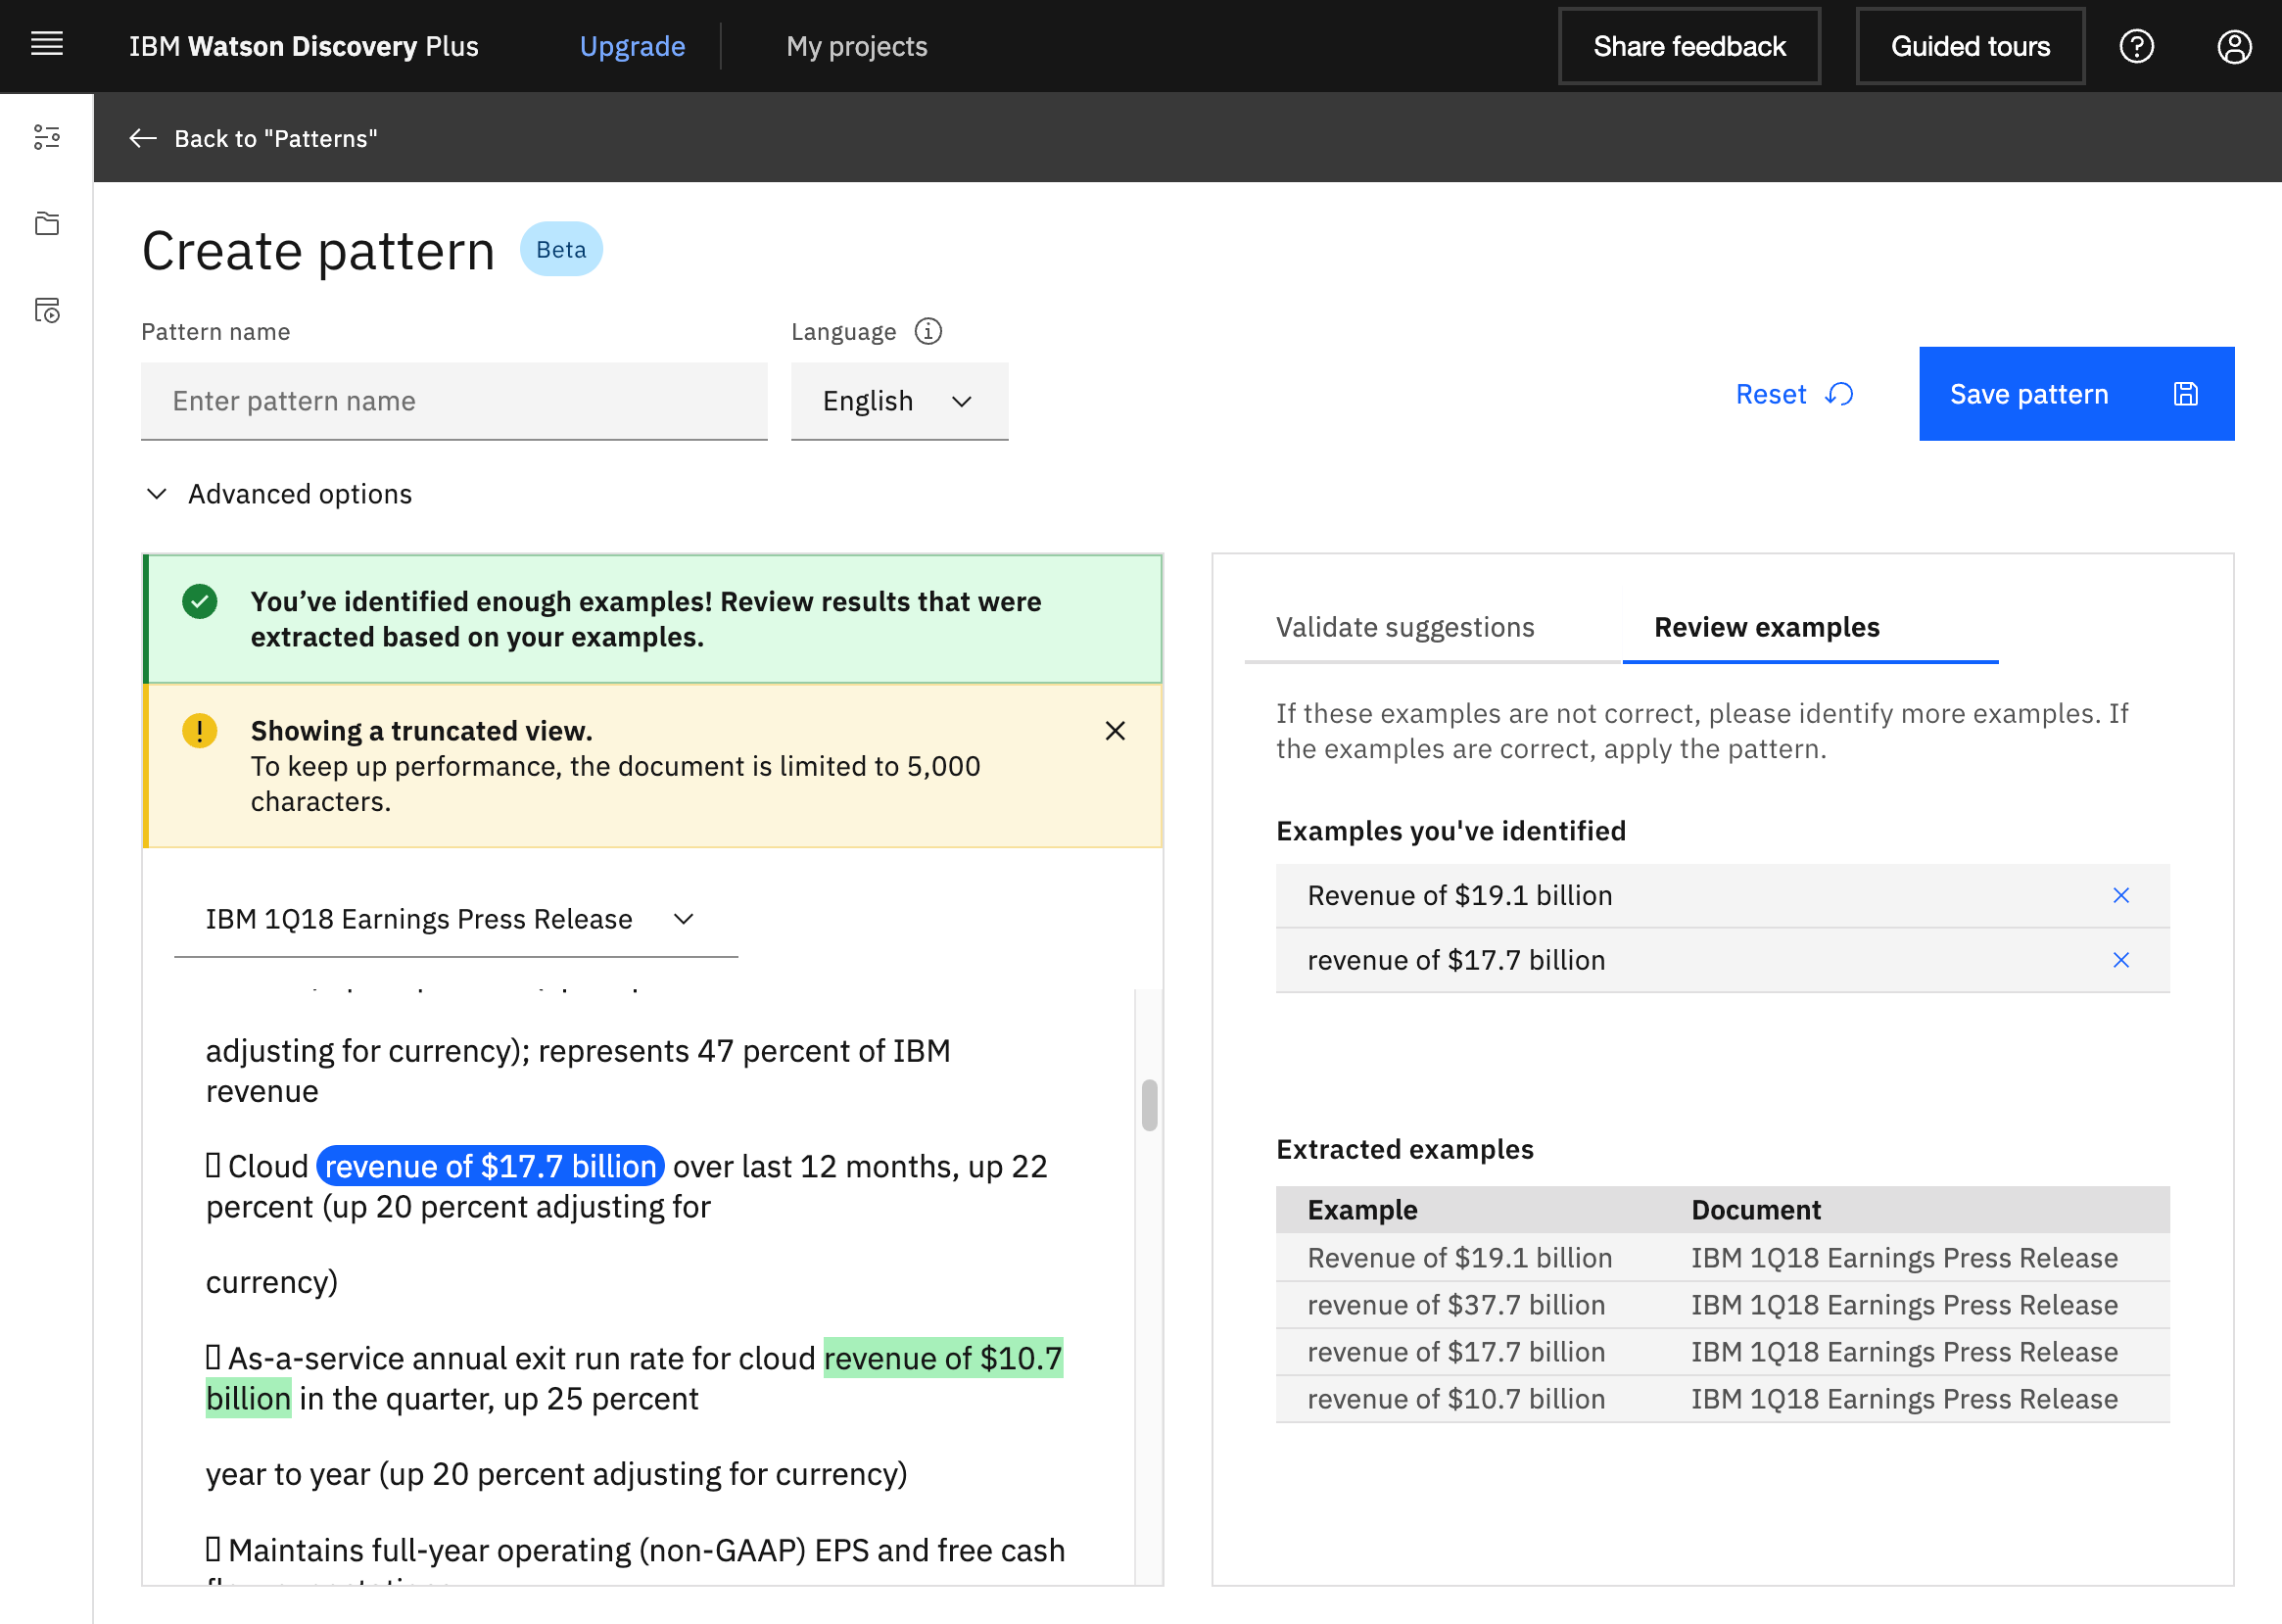 IBM Watson Discovery Plus
Upgrade
My projects
Share feedback
Guided tours
Back to "Patterns"
Create pattern
Beta
Pattern name
Language
Enter pattern name
English
Reset
Save pattern
Advanced options
You’ve identified enough examples! Review results that were
extracted based on your examples.
Showing a truncated view.
To keep up performance, the document is limited to 5,000
characters.
IBM 1Q18 Earnings Press Release
adjusting for currency); represents 47 percent of IBM
revenue
▯ Cloud revenue of $17.7 billion over last 12 months, up 22
percent (up 20 percent adjusting for
currency)
▯ As-a-service annual exit run rate for cloud revenue of $10.7
billion in the quarter, up 25 percent
year to year (up 20 percent adjusting for currency)
▯ Maintains full-year operating (non-GAAP) EPS and free cash
Validate suggestions
Review examples
If these examples are not correct, please identify more examples. If
the examples are correct, apply the pattern.
Examples you've identified
Revenue of $19.1 billion
revenue of $17.7 billion
Extracted examples
Example Document
Revenue of $19.1 billion IBM 1Q18 Earnings Press Release
revenue of $37.7 billion IBM 1Q18 Earnings Press Release
revenue of $17.7 billion IBM 1Q18 Earnings Press Release
revenue of $10.7 billion IBM 1Q18 Earnings Press Release